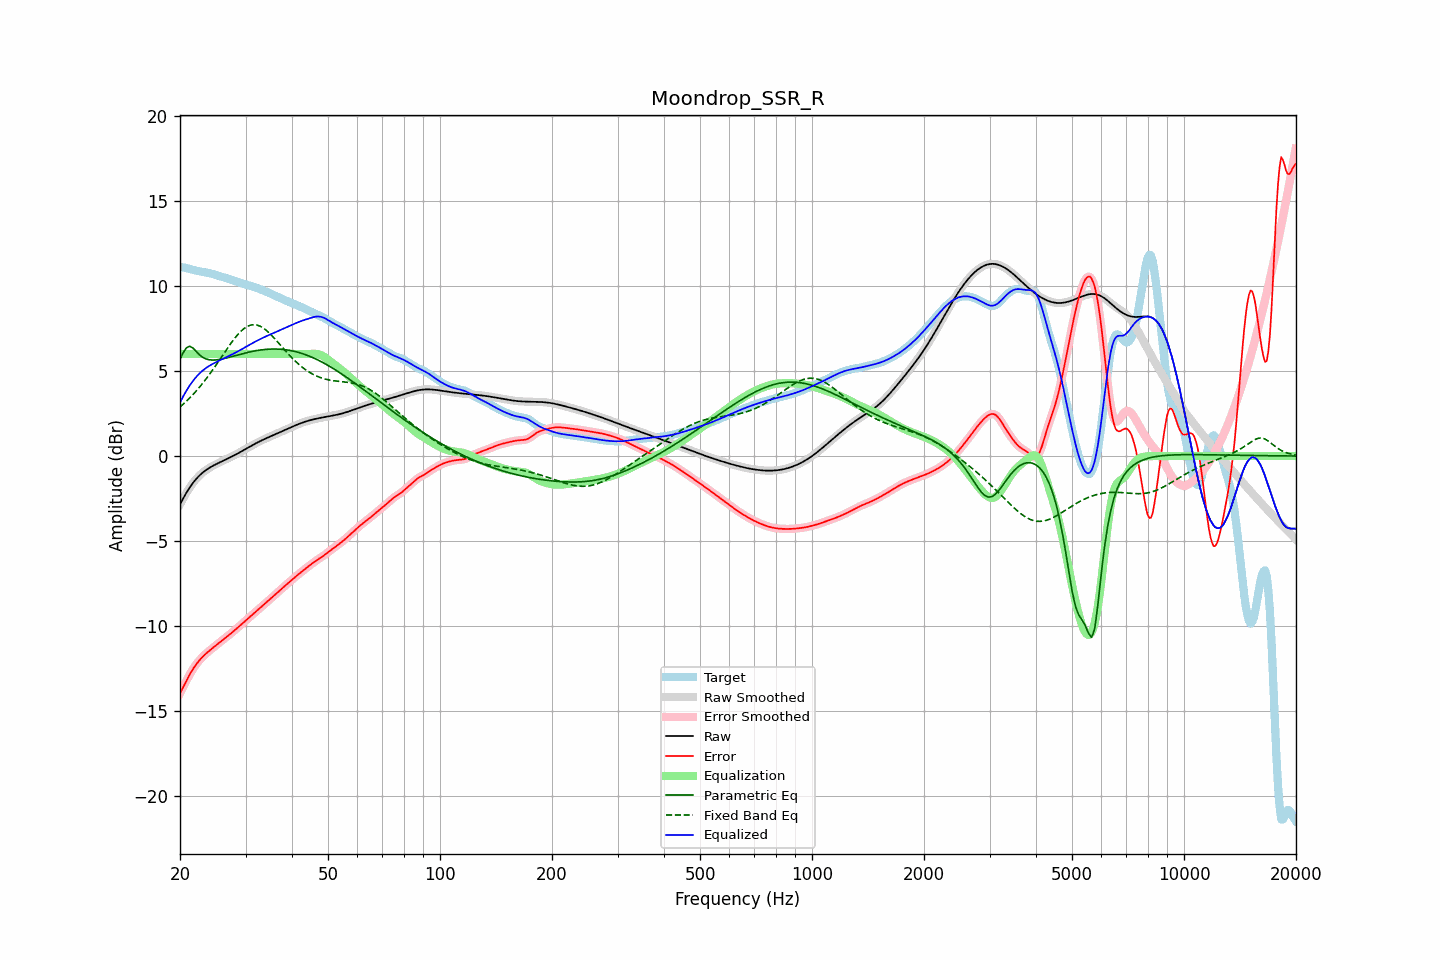 Moondrop_SSR_R
20
15
10
5
0
−5
−10
−15
−20
Amplitude (dBr)
Target
Raw Smoothed
Error Smoothed
Raw
Error
Equalization
Parametric Eq
Fixed Band Eq
Equalized
20 50 100 200 500 1000 2000 5000 10000 20000
Frequency (Hz)